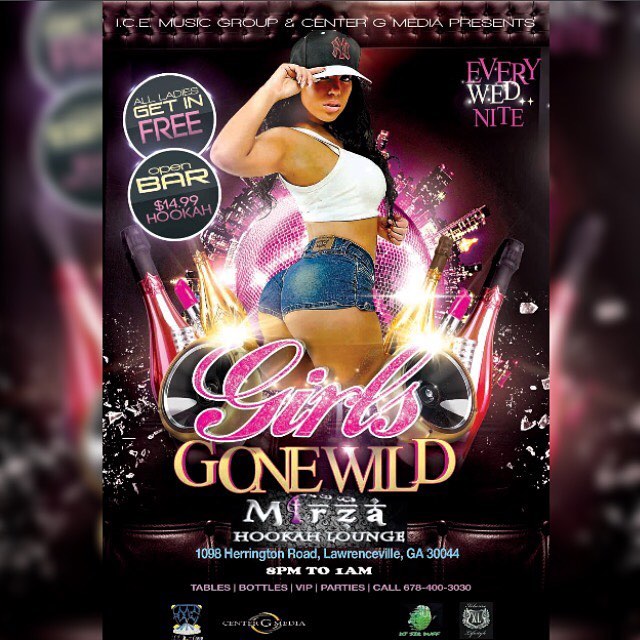 I.C.E. MUSIC GROUP & CENTER G MEDIA PRESENTS
EVERY
WED..
NITE
ALL LADIES
GET IN
FREE
open
BAR
$14.99
HOOKAH
Girls
GONE WILD
Mirza
HOOKAH LOUNGE
1098 Herrington Road, Lawrenceville, GA 30044
8PM TO 1AM
TABLES | BOTTLES | VIP | PARTIES | CALL 678-400-3030
CENTER G MEDIA